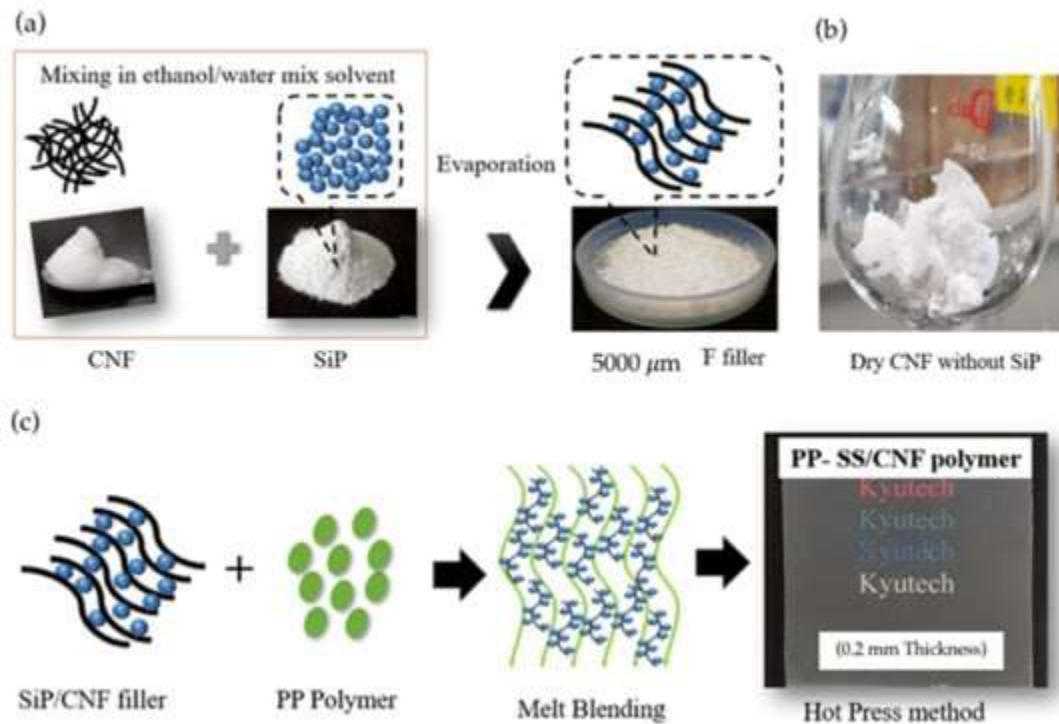 (a)
Mixing in ethanol/water mix solvent
Evaporation
CNF
SiP
5000 μm F filler
(b)
Dry CNF without SiP
(c)
SiP/CNF filler
+
PP Polymer
Melt Blending
PP- SS/CNF polymer
Kyutech
Kyutech
Kyutech
Kyutech
(0.2 mm Thickness)
Hot Press method